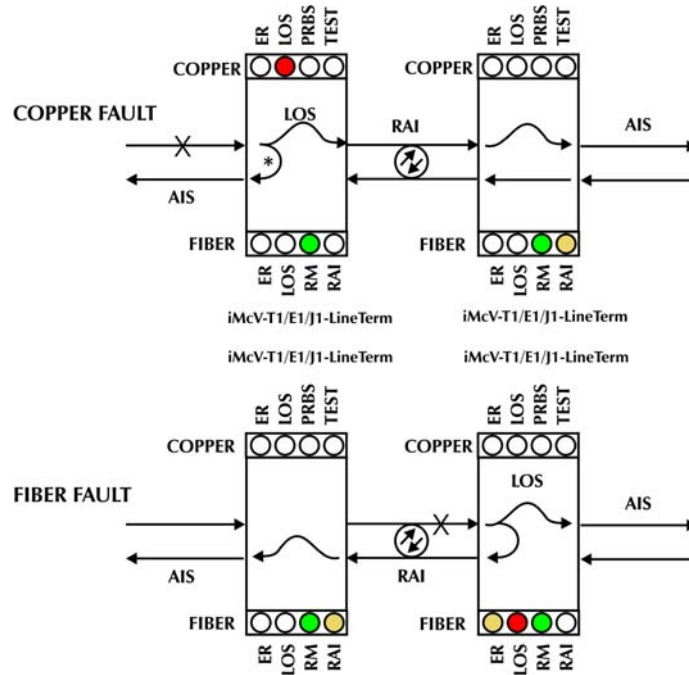 ER LOS PRBS TEST ER LOS PRBS TEST
COPPER COPPER
COPPER FAULT LOS RAI AIS
*
AIS
FIBER FIBER
ER LOS RM RAI ER LOS RM RAI
iMcV-T1/E1/J1-LineTerm iMcV-T1/E1/J1-LineTerm
iMcV-T1/E1/J1-LineTerm iMcV-T1/E1/J1-LineTerm
ER LOS PRBS TEST ER LOS PRBS TEST
COPPER COPPER
FIBER FAULT LOS AIS
AIS RAI
FIBER FIBER
ER LOS RM RAI ER LOS RM RAI